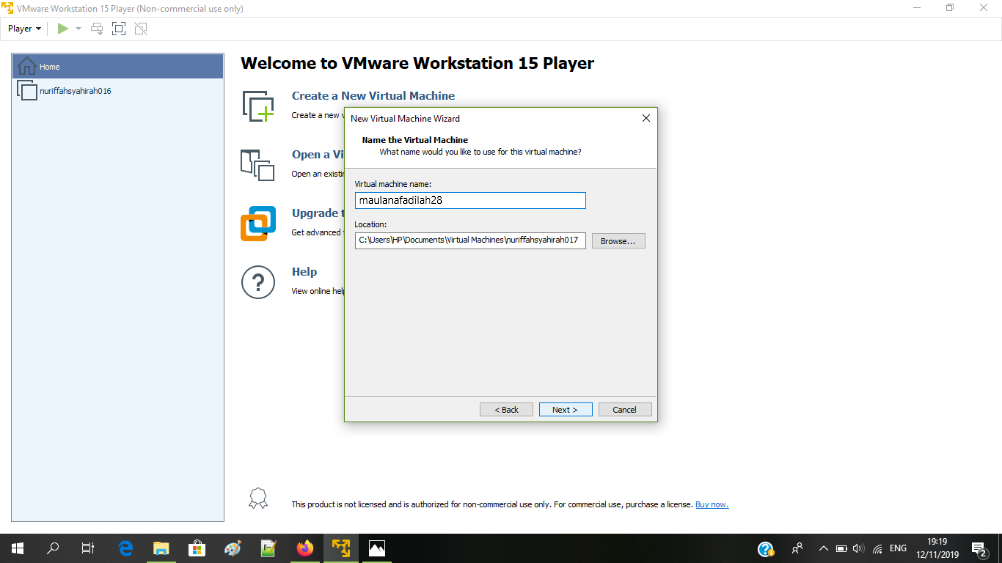 VMware Workstation 15 Player (Non-commercial use only)
Player
Home
nuriffahsyahirah016
Welcome to VMware Workstation 15 Player
Create a New Virtual Machine
Create a new
Open a Vi
Open an existin
Upgrade t
Get advanced
Help
View online help
New Virtual Machine Wizard
Name the Virtual Machine
What name would you like to use for this virtual machine?
Virtual machine name:
maulanafadilah28
Location:
C:\Users\HP\Documents\Virtual Machines\nuriffahsyahirah017
Browse...
< Back
Next >
Cancel
This product is not licensed and is authorized for non-commercial use only. For commercial use, purchase a license. Buy now.
ENG
19:19
12/11/2019
2